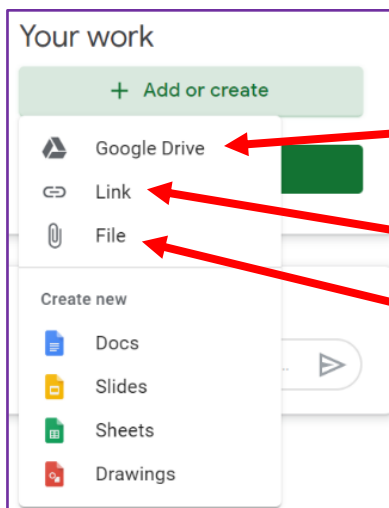 Your work
+ Add or create
Google Drive
Link
File
Create new
Docs
Slides
Sheets
Drawings